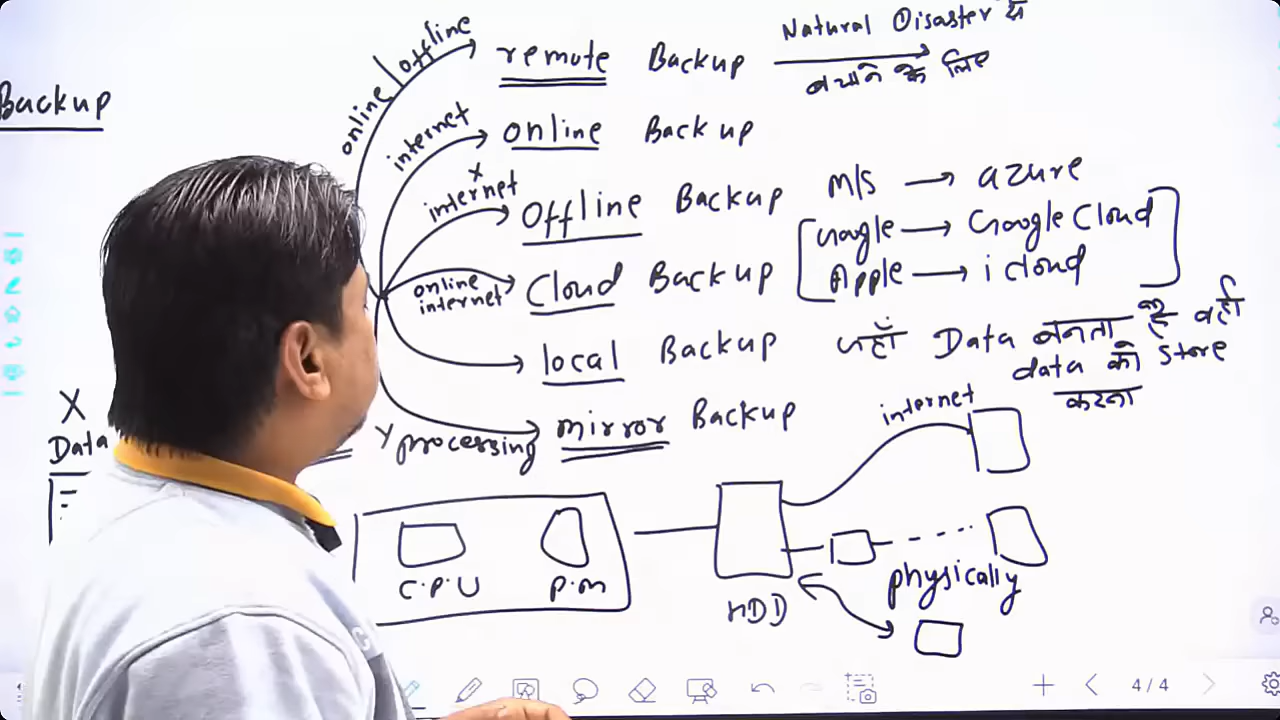 Backup
online / offline
remote Backup
Natural Disaster से
बचाने के लिए
internet
online Backup
x
internet
Offline Backup
M/S → azure
Google → Google Cloud
Apple → i cloud
online
internet
Cloud Backup
local Backup
जहाँ Data बनता है वहीं
data को store
करना
mirror Backup
X
Data
Y processing
internet
C.P.U
P.M
HDD
physically
4/4